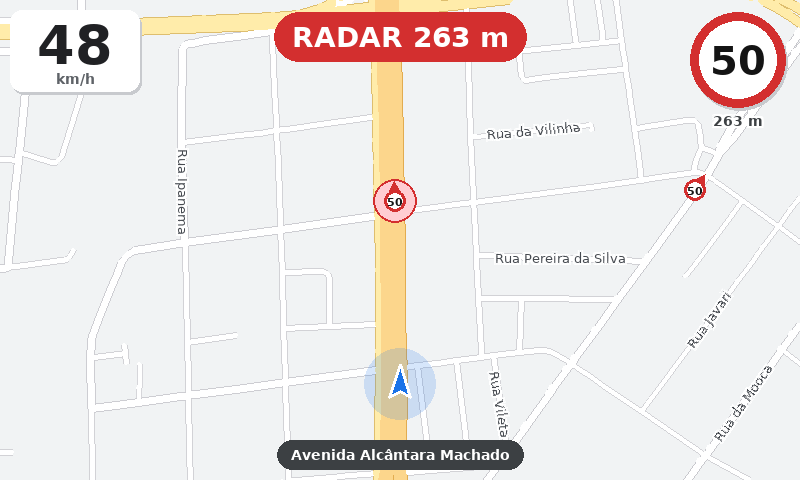 48
km/h
RADAR 263 m
50
263 m
Rua da Vilinha
Rua Ipanema
50
50
Rua Pereira da Silva
Rua Javari
Rua Vileta
Rua da Mooca
Avenida Alcântara Machado